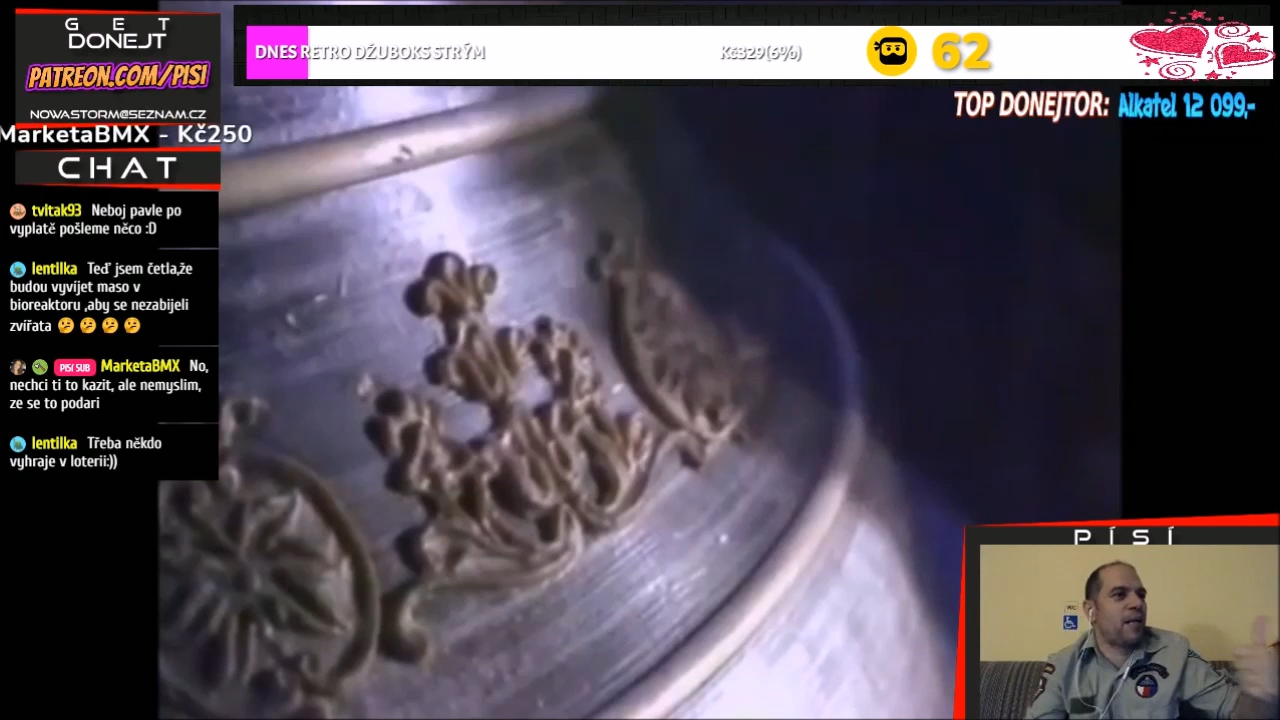 G E T
DONEJT
PATREON.COM/PISI
NOWASTORM@SEZNAM.CZ
MarketaBMX - Kč250
CHAT
DNES RETRO DŽUBOKS STRÝM
Kč329(6%)
62
TOP DONEJTOR: Alkatel 12 099,-
tvitak93 Neboj pavle po
vyplatě pošleme něco :D
lentilka Teď jsem četla,že
budou vyvíjet maso v
bioreaktoru ,aby se nezabijeli
zvířata 🤔 🤔 🤔 🤔
PISI SUB MarketaBMX No,
nechci ti to kazit, ale nemyslim,
ze se to podari
lentilka Třeba někdo
vyhraje v loterii:))
PÍSÍ
WC